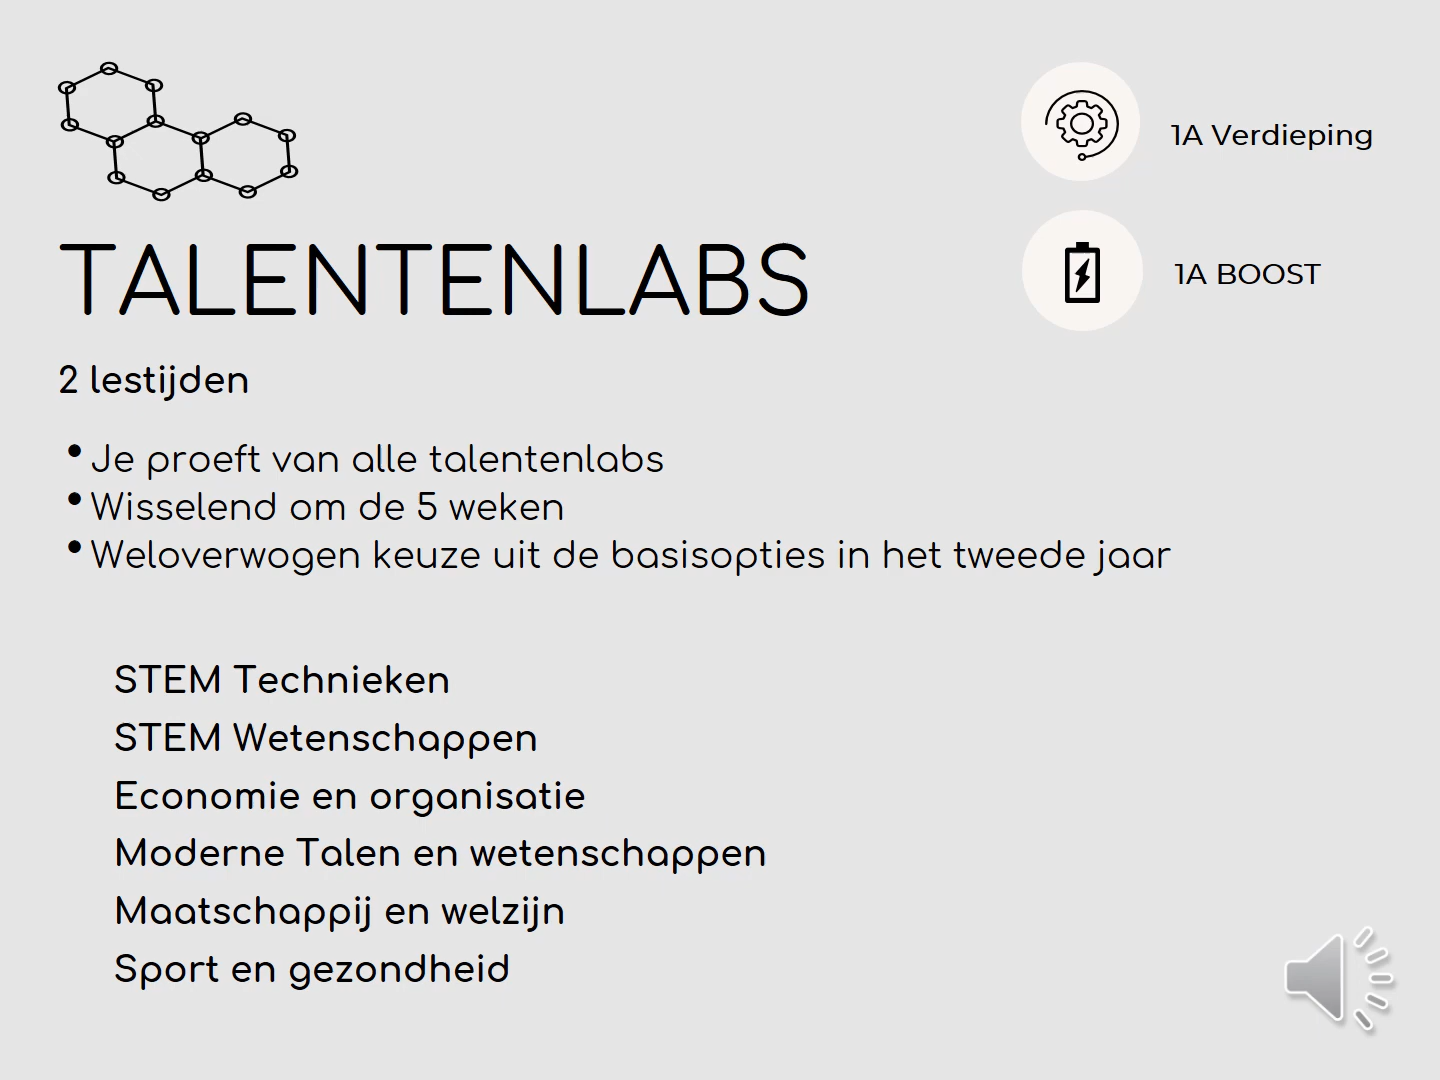 1A Verdieping
1A BOOST
TALENTENLABS
2 lestijden
• Je proeft van alle talentenlabs
• Wisselend om de 5 weken
• Weloverwogen keuze uit de basisopties in het tweede jaar
STEM Technieken
STEM Wetenschappen
Economie en organisatie
Moderne Talen en wetenschappen
Maatschappij en welzijn
Sport en gezondheid